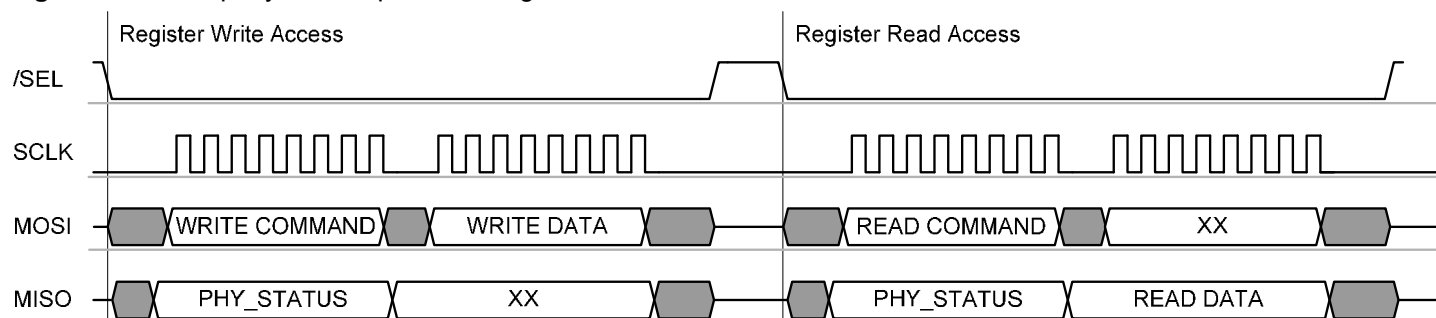 Register Write Access
Register Read Access
/SEL
SCLK
MOSI
WRITE COMMAND
WRITE DATA
READ COMMAND
XX
MISO
PHY_STATUS
XX
PHY_STATUS
READ DATA